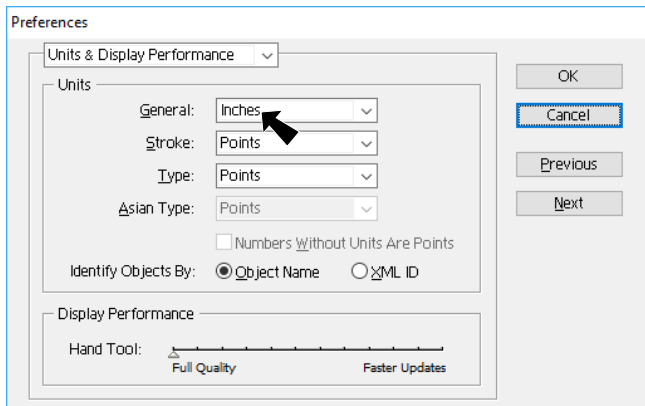 Preferences
Units & Display Performance
OK
Units
General: Inches
Cancel
Stroke: Points
Type: Points
Previous
Asian Type: Points
Next
Numbers Without Units Are Points
Identify Objects By: Object Name XML ID
Display Performance
Hand Tool:
Full Quality Faster Updates